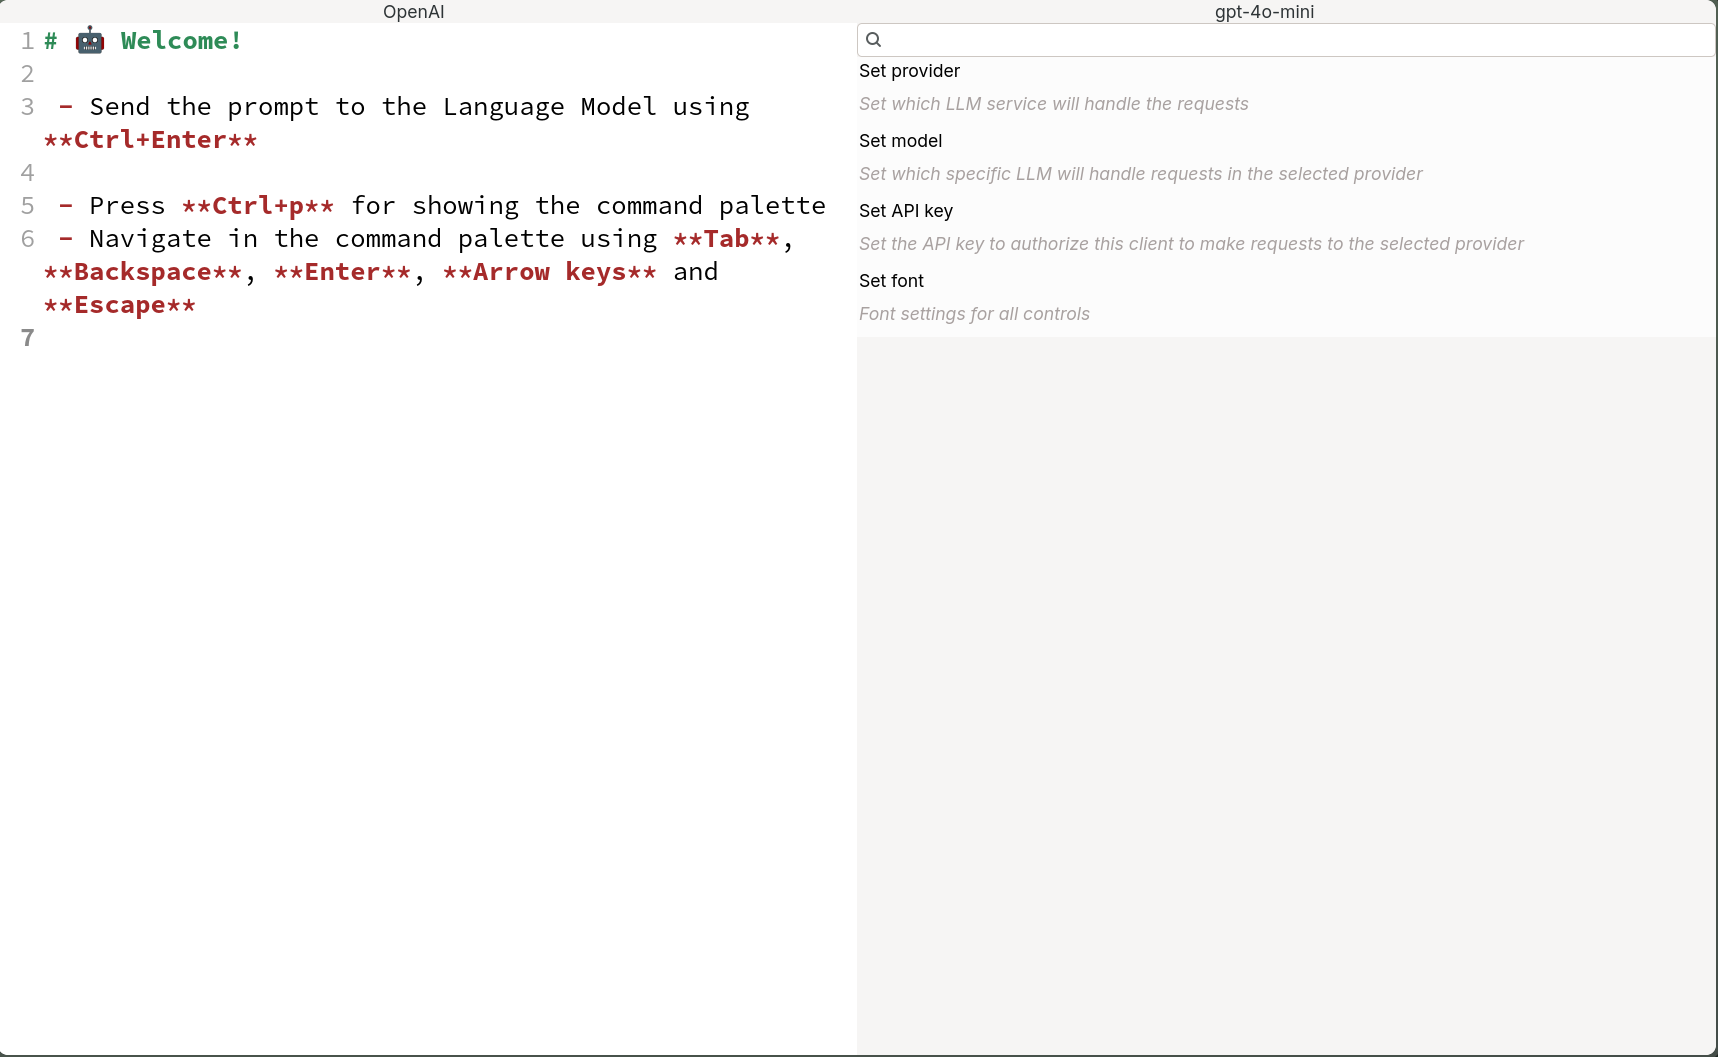 OpenAI
gpt-4o-mini
1 # 🤖 Welcome!
2
3  - Send the prompt to the Language Model using
**Ctrl+Enter**
4
5  - Press **Ctrl+p** for showing the command palette
6  - Navigate in the command palette using **Tab**,
**Backspace**, **Enter**, **Arrow keys** and
**Escape**
7
Set provider
Set which LLM service will handle the requests
Set model
Set which specific LLM will handle requests in the selected provider
Set API key
Set the API key to authorize this client to make requests to the selected provider
Set font
Font settings for all controls